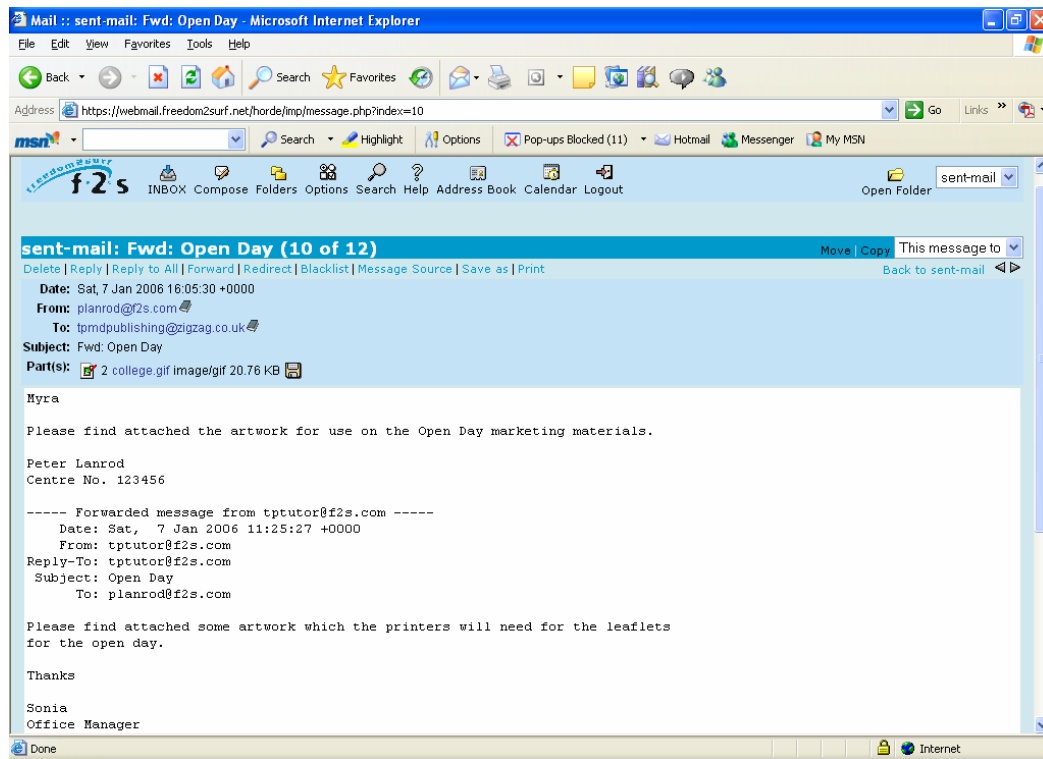 Mail :: sent-mail: Fwd: Open Day - Microsoft Internet Explorer
File Edit View Favorites Tools Help
Back Search Favorites
Address https://webmail.freedom2surf.net/horde/imp/message.php?index=10 Go Links »
msn Search Highlight Options Pop-ups Blocked (11) Hotmail Messenger My MSN
freedom2surf
f·2·s INBOX Compose Folders Options Search Help Address Book Calendar Logout Open Folder sent-mail
sent-mail: Fwd: Open Day (10 of 12) Move | Copy This message to
Delete | Reply | Reply to All | Forward | Redirect | Blacklist | Message Source | Save as | Print Back to sent-mail
Date: Sat, 7 Jan 2006 16:05:30 +0000
From: planrod@f2s.com
To: tpmdpublishing@zigzag.co.uk
Subject: Fwd: Open Day
Part(s): 2 college.gif image/gif 20.76 KB
Myra
Please find attached the artwork for use on the Open Day marketing materials.
Peter Lanrod
Centre No. 123456
----- Forwarded message from tptutor@f2s.com -----
Date: Sat, 7 Jan 2006 11:25:27 +0000
From: tptutor@f2s.com
Reply-To: tptutor@f2s.com
Subject: Open Day
To: planrod@f2s.com
Please find attached some artwork which the printers will need for the leaflets
for the open day.
Thanks
Sonia
Office Manager
Done Internet